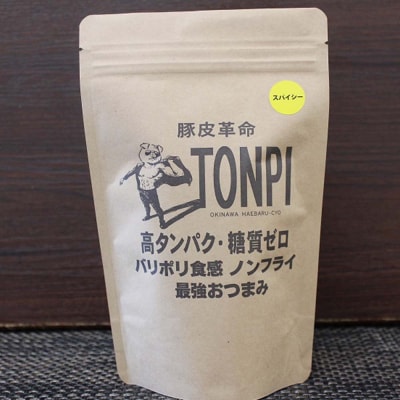 スパイシー
豚皮革命
TONPI
OKINAWA HAEBARU-CYO
高タンパク・糖質ゼロ
バリポリ食感 ノンフライ
最強おつまみ